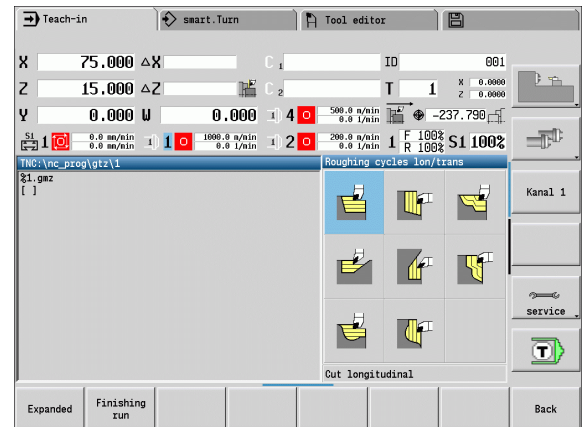 Teach-in smart.Turn Tool editor
X 75.000 ΔX C 1 ID 001
Z 15.000 ΔZ C 2 T 1 X 0.0000 Z 0.0000
Y 0.000 W 0.000 4 500.0 m/min 0.0 1/min -237.790
S1 1 0.0 mm/min 0.0 mm/min 1 1000.0 m/min 0.0 1/min 2 200.0 m/min 0.0 1/min 1 F 100% R 100% S1 100%
TNC:\nc_prog\gtz\1 Roughing cycles lon/trans
%1.gmz
[ ]
Kanal 1
service
T
Cut longitudinal
Expanded Finishing run Back